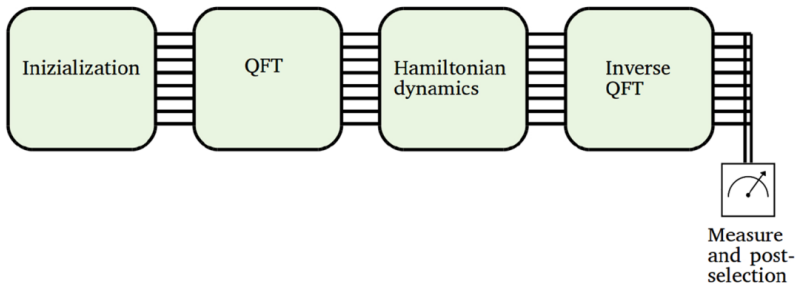 Inizialization
QFT
Hamiltonian
dynamics
Inverse
QFT
Measure
and post-
selection